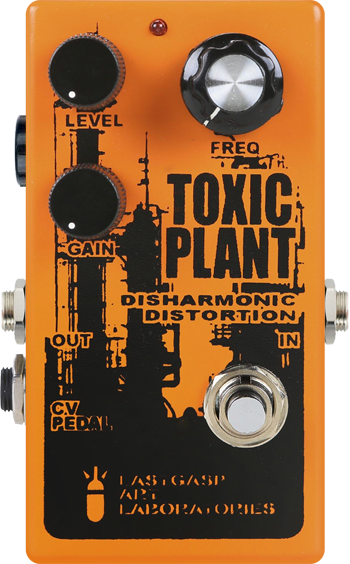 LEVEL
FREQ
GAIN
TOXIC
PLANT
DISHARMONIC
DISTORTION
OUT
IN
CV
PEDAL
LASTGASP
ART
LABORATORIES